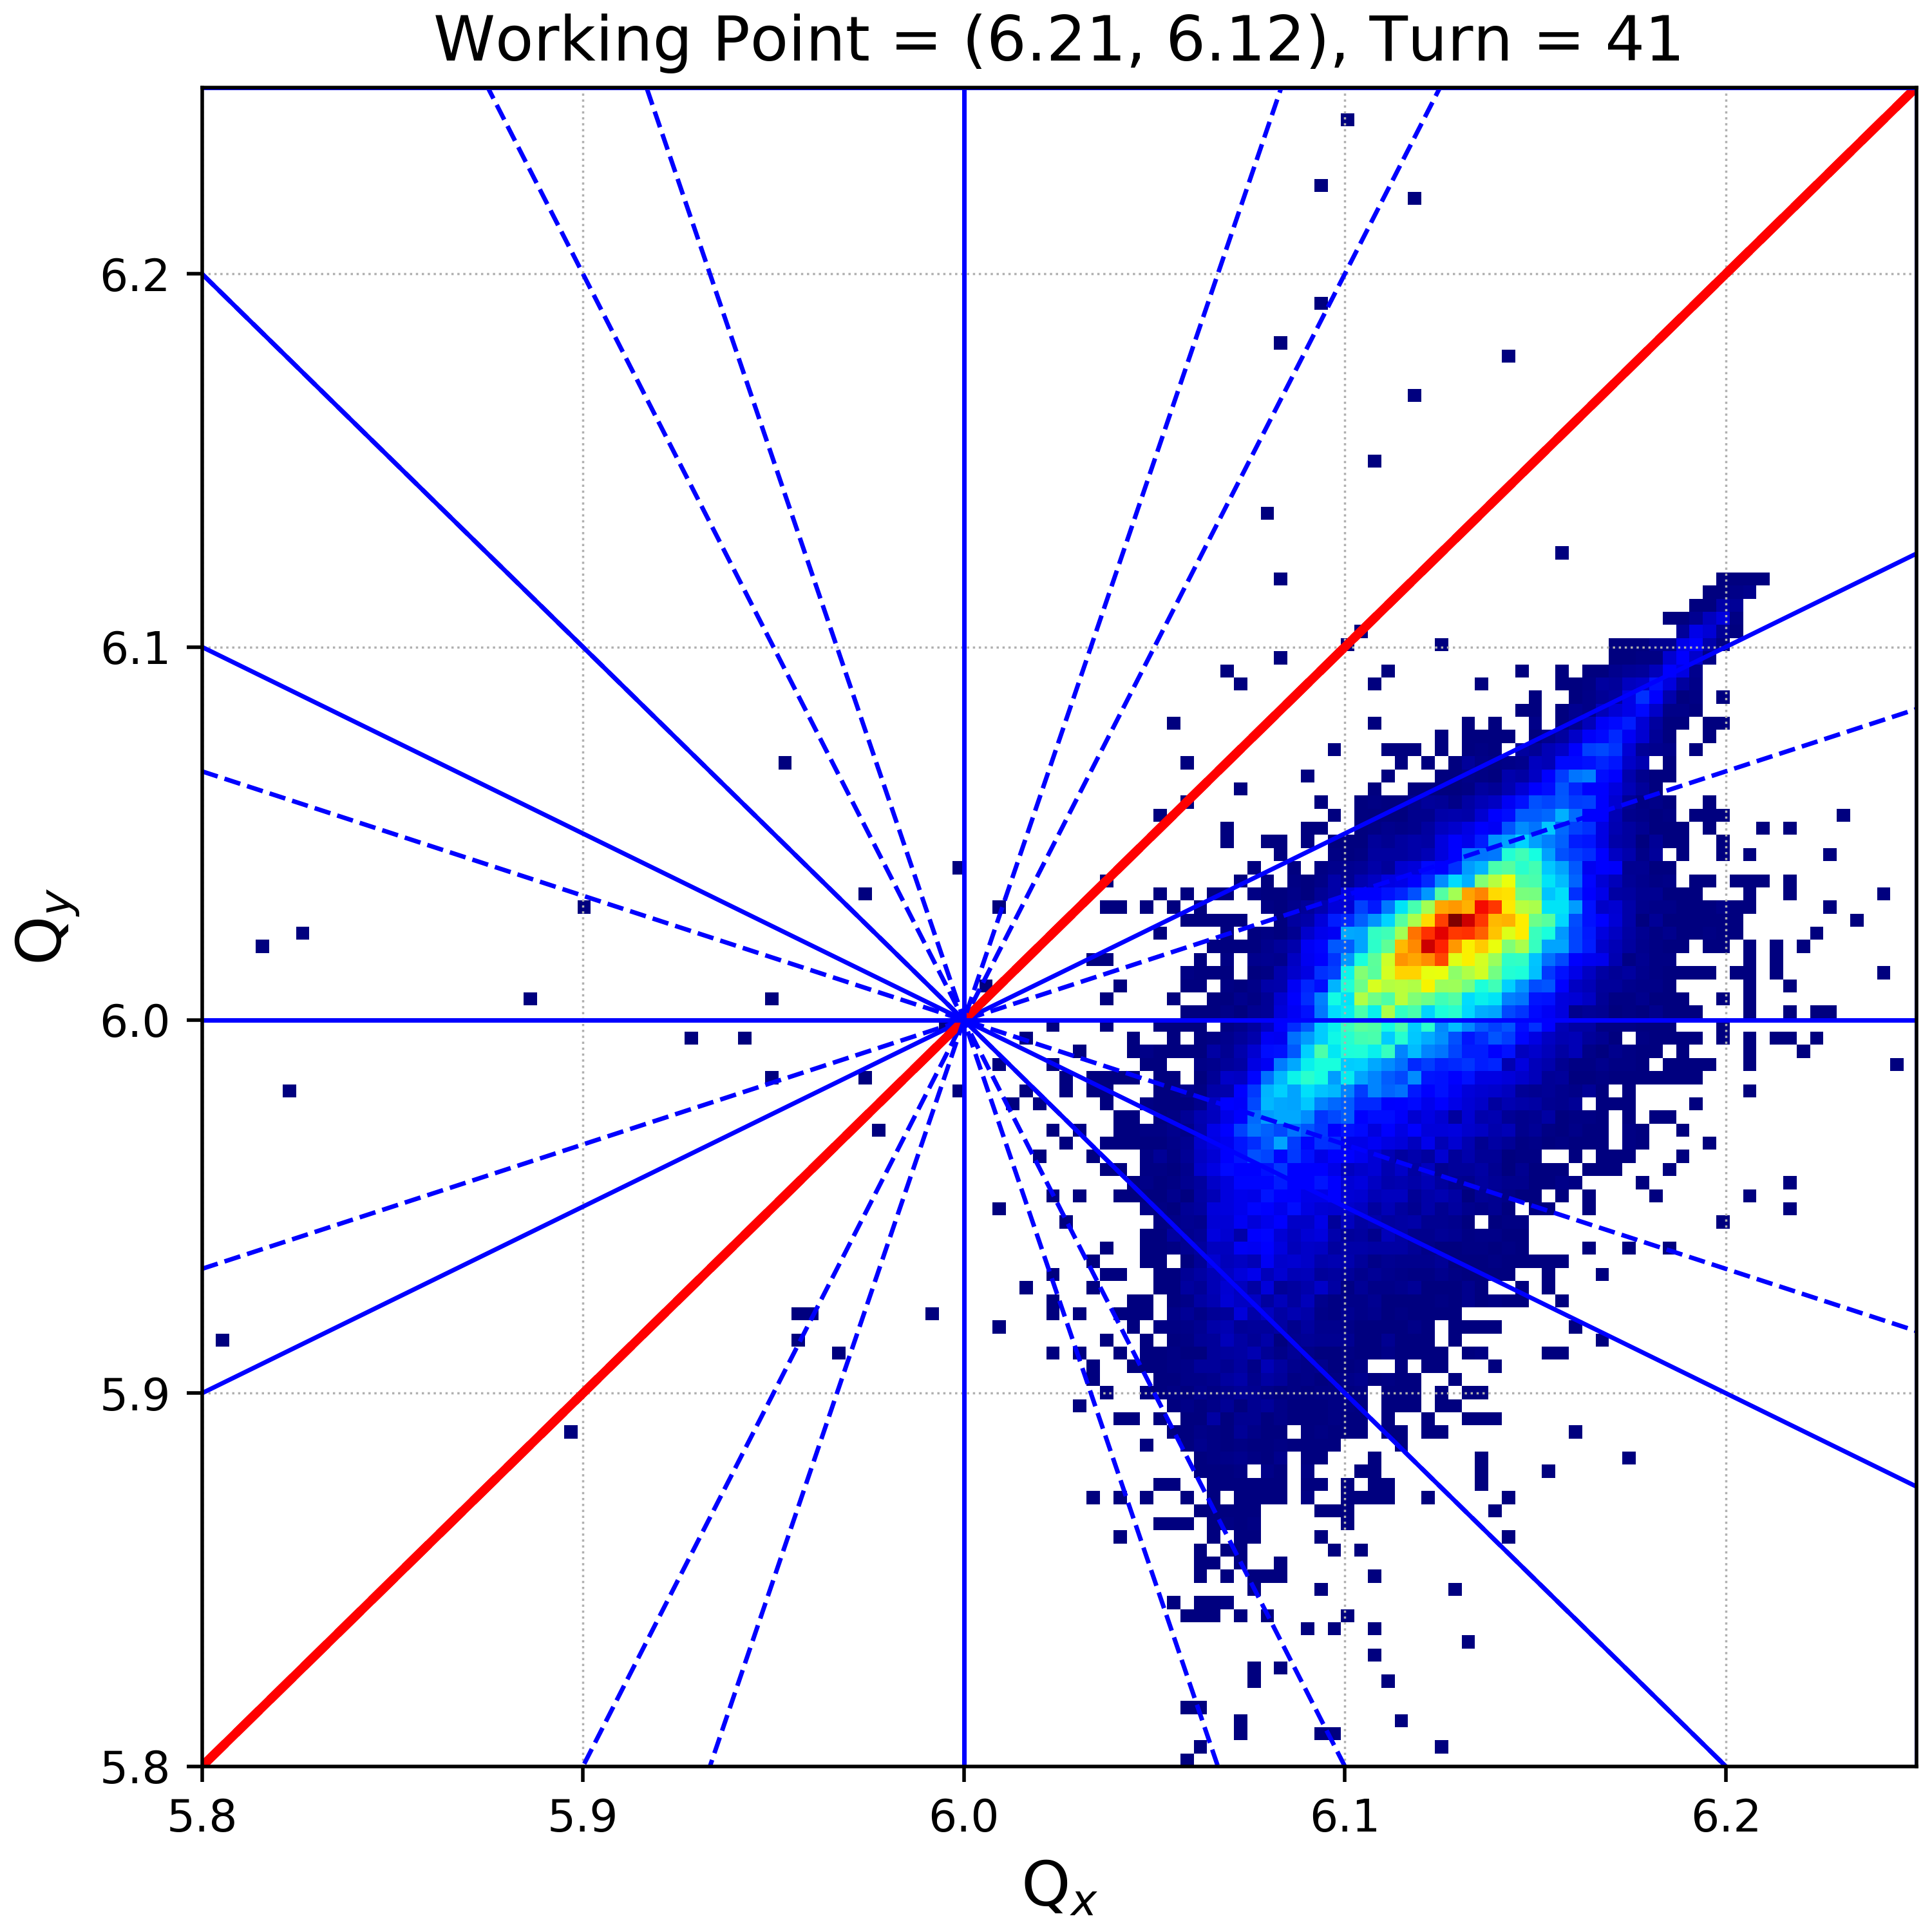 Working Point = (6.21, 6.12), Turn = 41
6.2
6.1
6.0
5.9
5.8
Qy
5.8 5.9 6.0 6.1 6.2
Qx